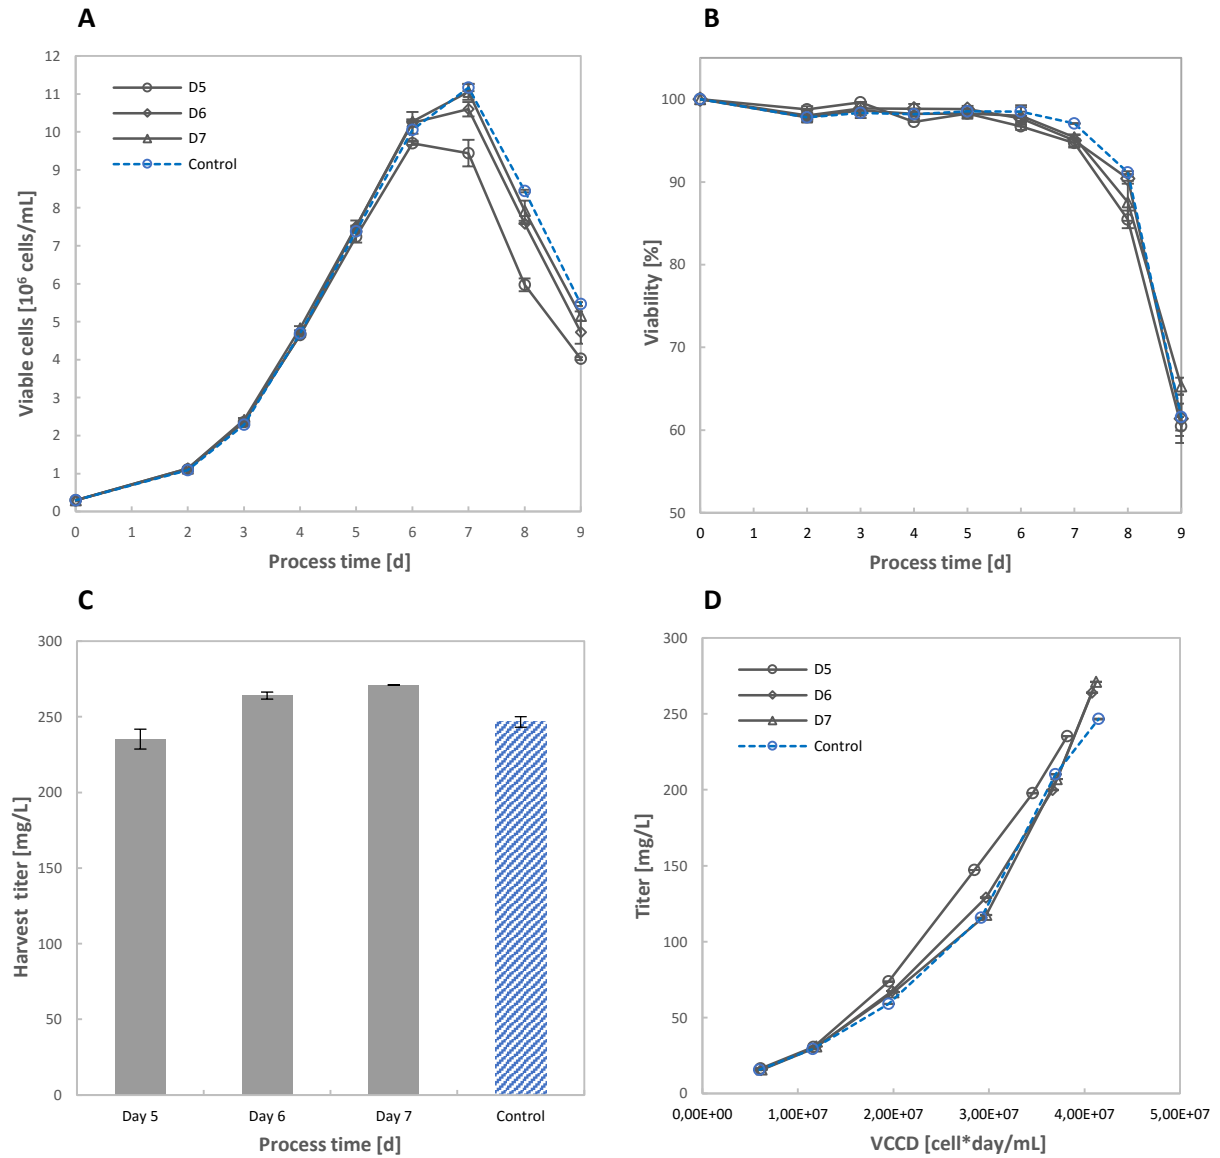 A
12
11
10
9
8
7
6
5
4
3
2
1
0
D5
D6
D7
Control
Viable cells [10⁶ cells/mL]
0 1 2 3 4 5 6 7 8 9
Process time [d]
B
100
90
80
70
60
50
Viability [%]
0 1 2 3 4 5 6 7 8 9
Process time [d]
C
300
250
200
150
100
50
0
Harvest titer [mg/L]
Day 5 Day 6 Day 7 Control
Process time [d]
D
300
250
200
150
100
50
0
D5
D6
D7
Control
Titer [mg/L]
0,00E+00 1,00E+07 2,00E+07 3,00E+07 4,00E+07 5,00E+07
VCCD [cell*day/mL]